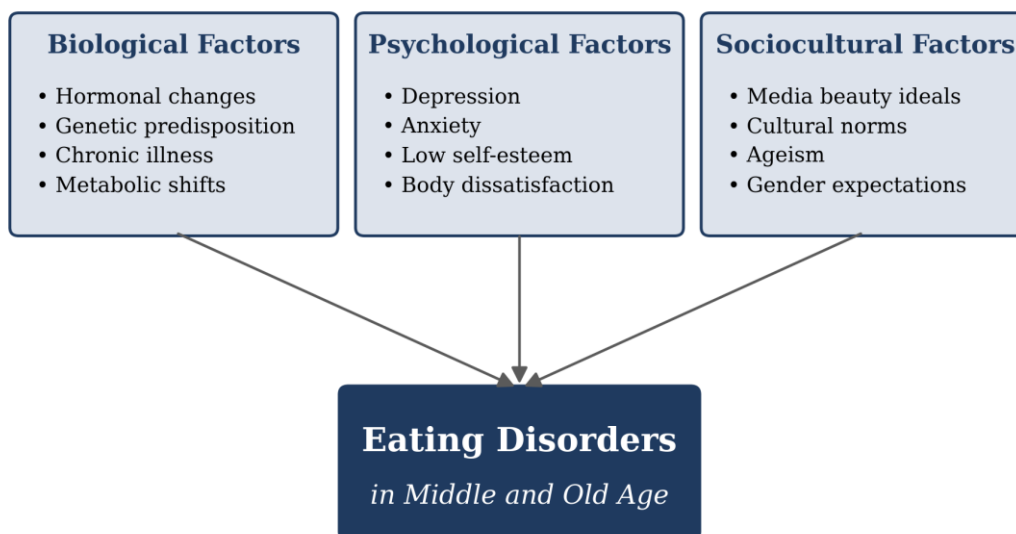 Biological Factors
• Hormonal changes
• Genetic predisposition
• Chronic illness
• Metabolic shifts
Psychological Factors
• Depression
• Anxiety
• Low self-esteem
• Body dissatisfaction
Sociocultural Factors
• Media beauty ideals
• Cultural norms
• Ageism
• Gender expectations
Eating Disorders
in Middle and Old Age